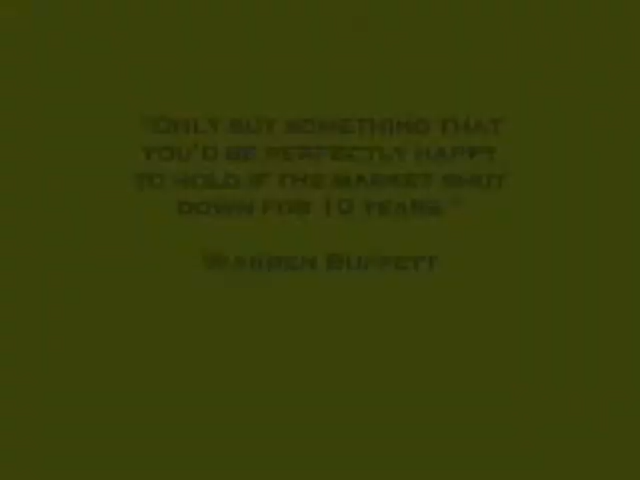 "ONLY BUY SOMETHING THAT
YOU'D BE PERFECTLY HAPPY
TO HOLD IF THE MARKET SHUT
DOWN FOR 10 YEARS."
WARREN BUFFETT